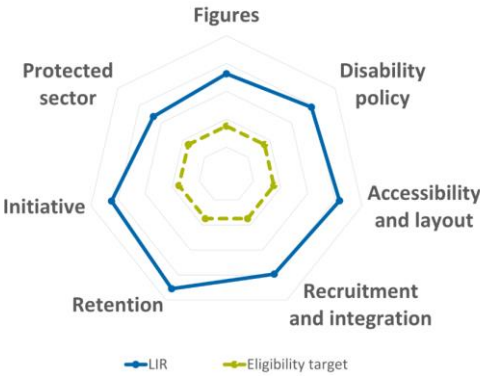 Figures
Disability
policy
Accessibility
and layout
Recruitment
and integration
Retention
Initiative
Protected
sector
LIR
Eligibility target